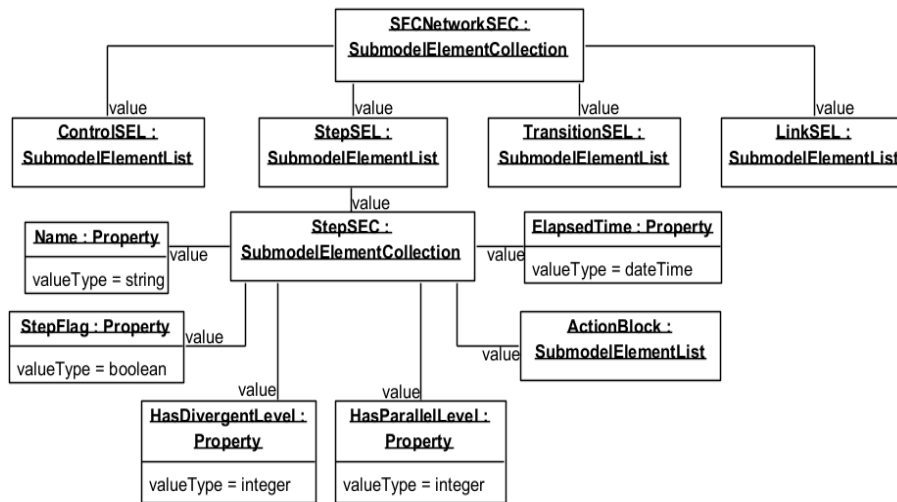 SFCNetworkSEC :
SubmodelElementCollection
value
value
value
value
ControlSEL :
SubmodelElementList
StepSEL :
SubmodelElementList
TransitionSEL :
SubmodelElementList
LinkSEL :
SubmodelElementList
value
StepSEC :
SubmodelElementCollection
Name : Property
valueType = string
value
ElapsedTime : Property
valueType = dateTime
value
StepFlag : Property
valueType = boolean
value
ActionBlock :
SubmodelElementList
value
value
value
HasDivergentLevel :
Property
valueType = integer
HasParallelLevel :
Property
valueType = integer